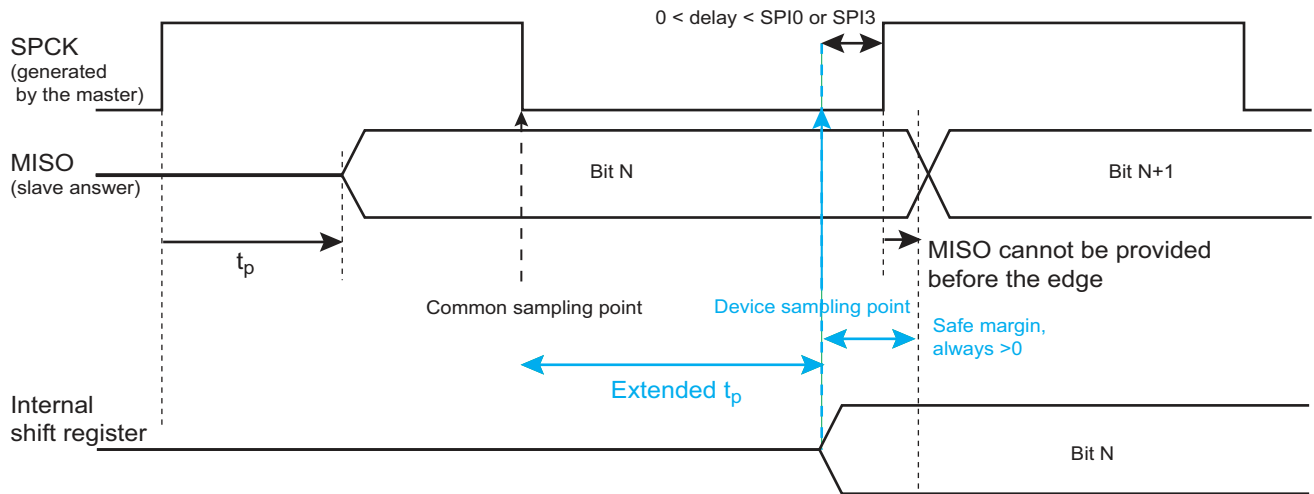 0 < delay < SPI0 or SPI3
SPCK
(generated
by the master)
MISO
(slave answer)
Bit N
Bit N+1
tp
MISO cannot be provided
before the edge
Common sampling point
Device sampling point
Safe margin,
always >0
Extended tp
Internal
shift register
Bit N